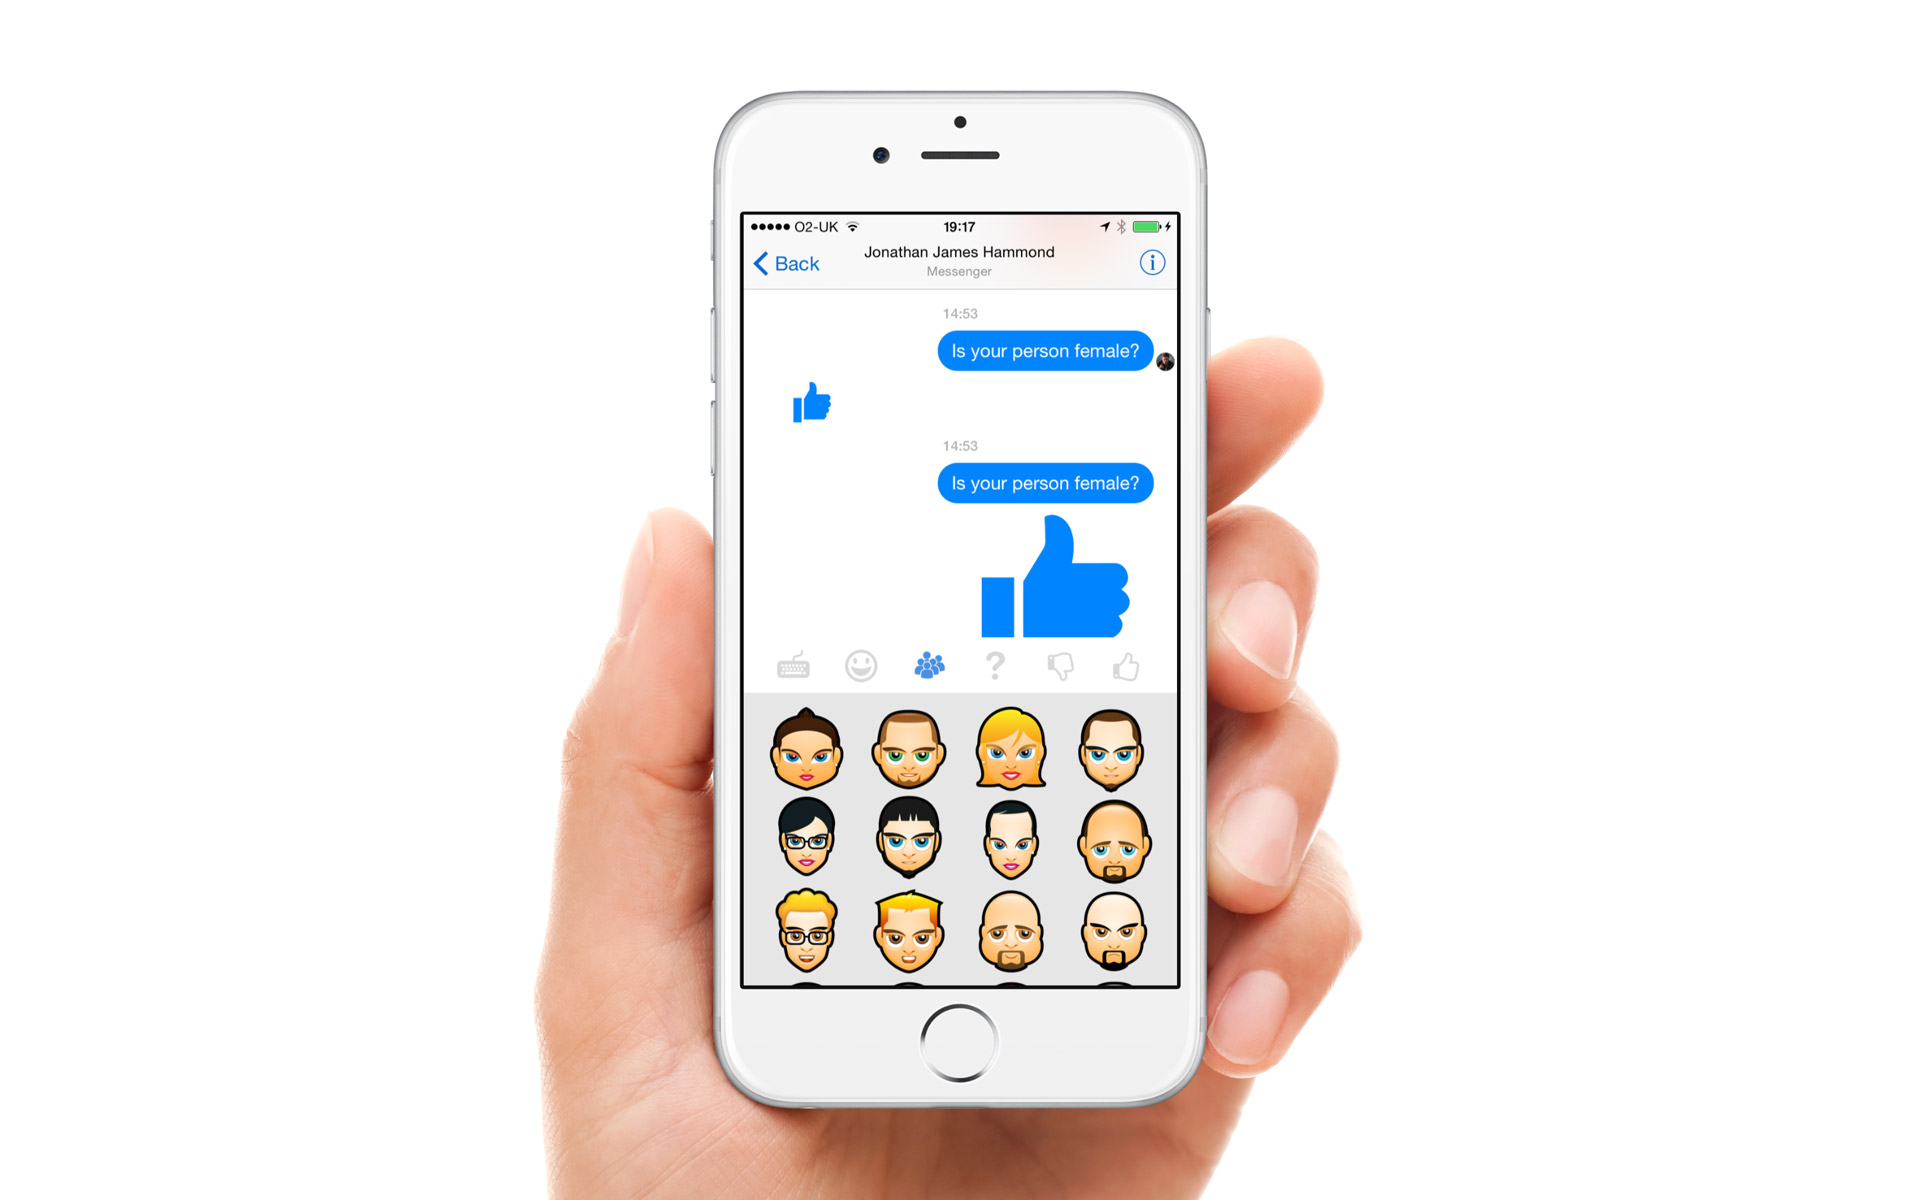 O2-UK
19:17
Back
Jonathan James Hammond
Messenger
i
14:53
Is your person female?
14:53
Is your person female?
?